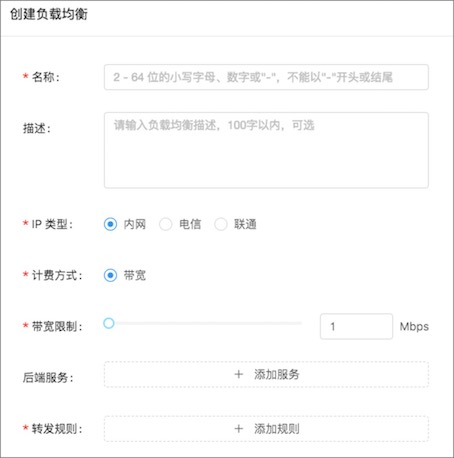 创建负载均衡
* 名称： 2 - 64 位的小写字母、数字或"-"，不能以"-"开头或结尾
描述： 请输入负载均衡描述，100字以内，可选
* IP 类型： 内网 电信 联通
* 计费方式： 带宽
* 带宽限制： 1 Mbps
后端服务： + 添加服务
* 转发规则： + 添加规则